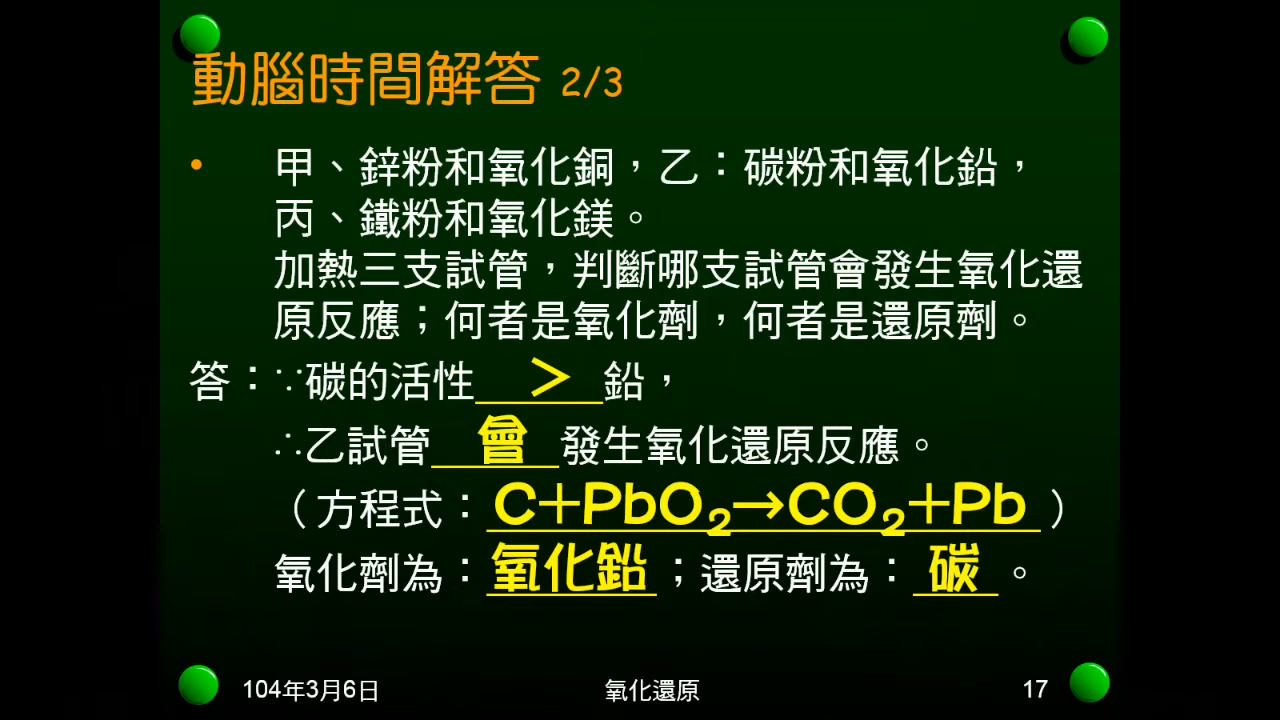 動腦時間解答 2/3
• 甲、鋅粉和氧化銅，乙：碳粉和氧化鉛，
丙、鐵粉和氧化鎂。
加熱三支試管，判斷哪支試管會發生氧化還
原反應；何者是氧化劑，何者是還原劑。
答：∵碳的活性＞鉛，
∴乙試管會發生氧化還原反應。
（方程式：C＋PbO₂→CO₂＋Pb）
氧化劑為：氧化鉛；還原劑為：碳。
104年3月6日 氧化還原 17